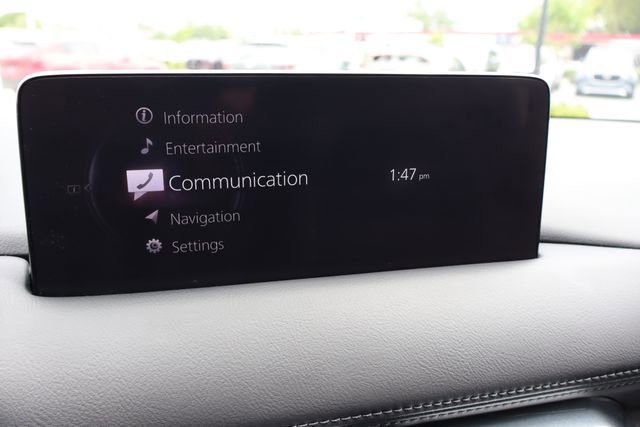 Information
Entertainment
Communication 1:47 pm
Navigation
Settings